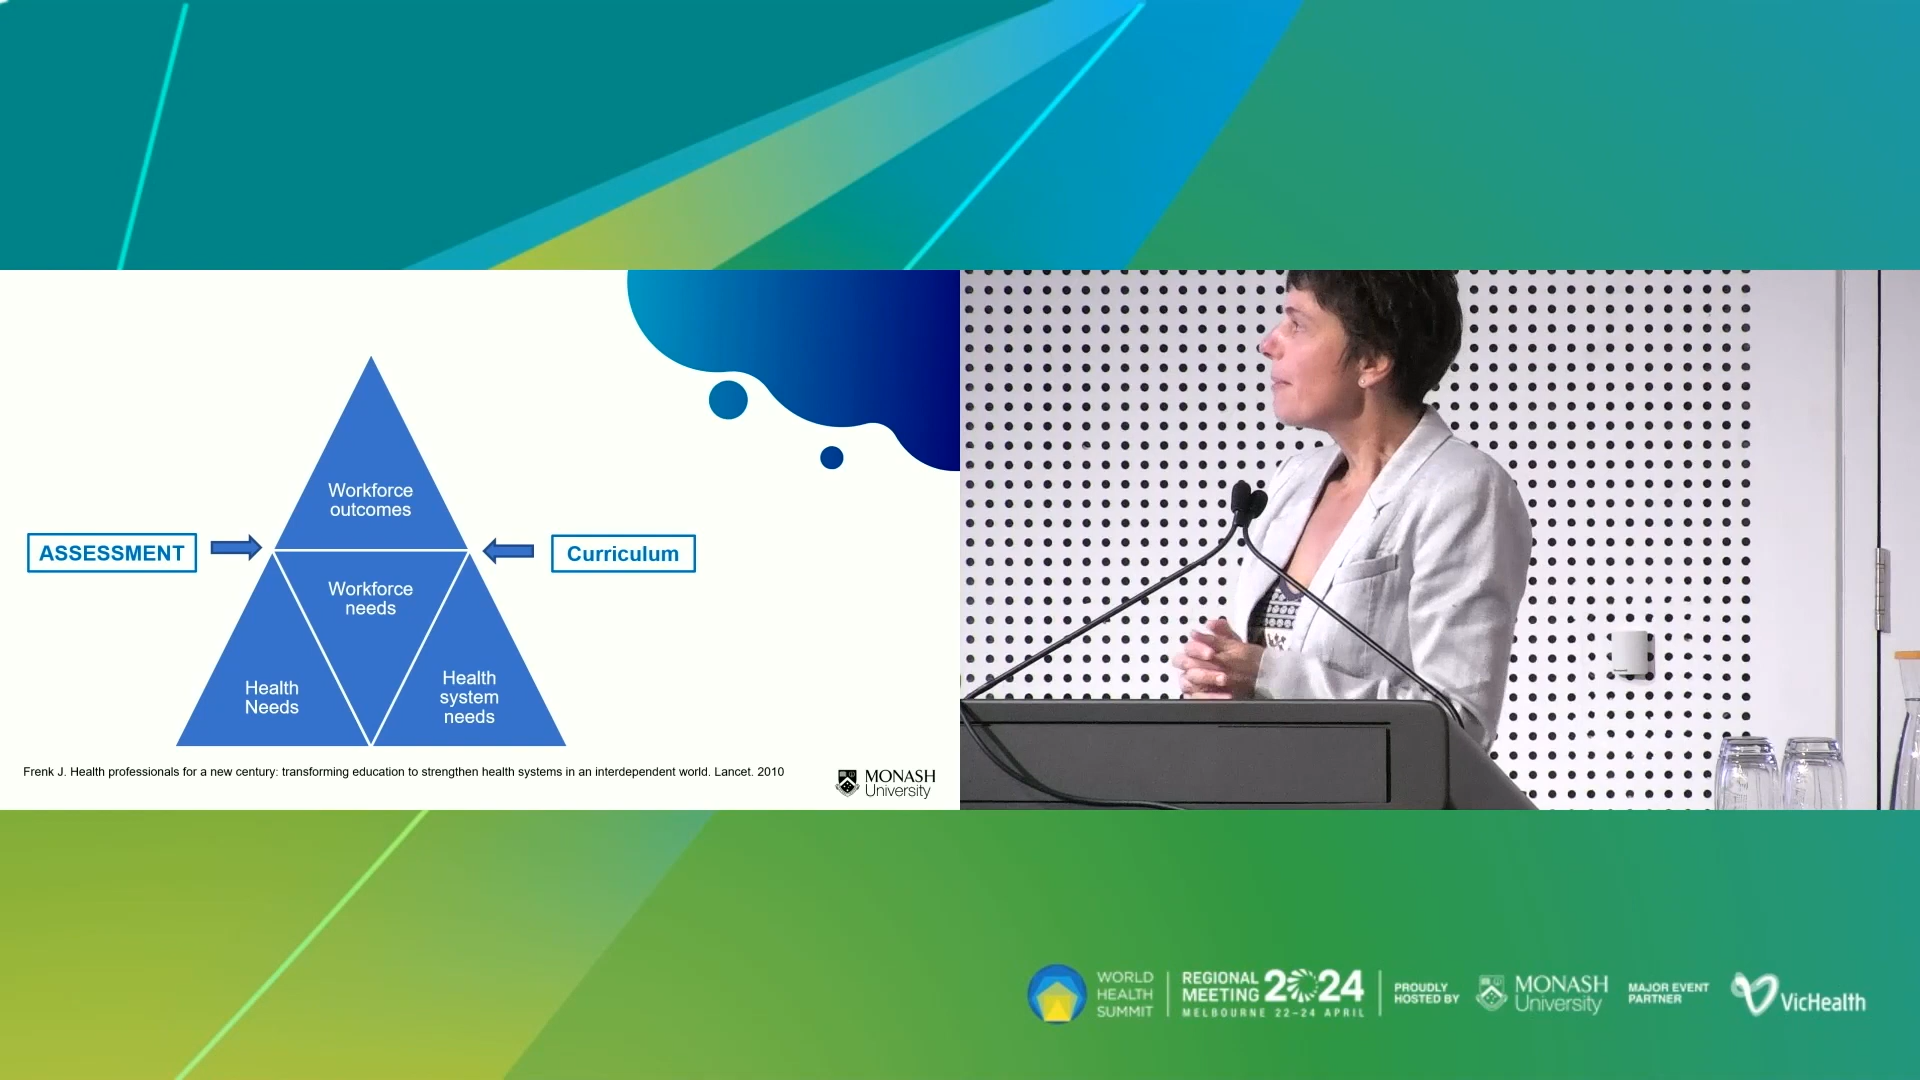 Workforce
outcomes
ASSESSMENT
Curriculum
Workforce
needs
Health
Needs
Health
system
needs
Frenk J. Health professionals for a new century: transforming education to strengthen health systems in an interdependent world. Lancet. 2010
MONASH
University
WORLD
HEALTH
SUMMIT
REGIONAL
MEETING 2024
MELBOURNE 22-24 APRIL
PROUDLY
HOSTED BY
MONASH
University
MAJOR EVENT
PARTNER
VicHealth